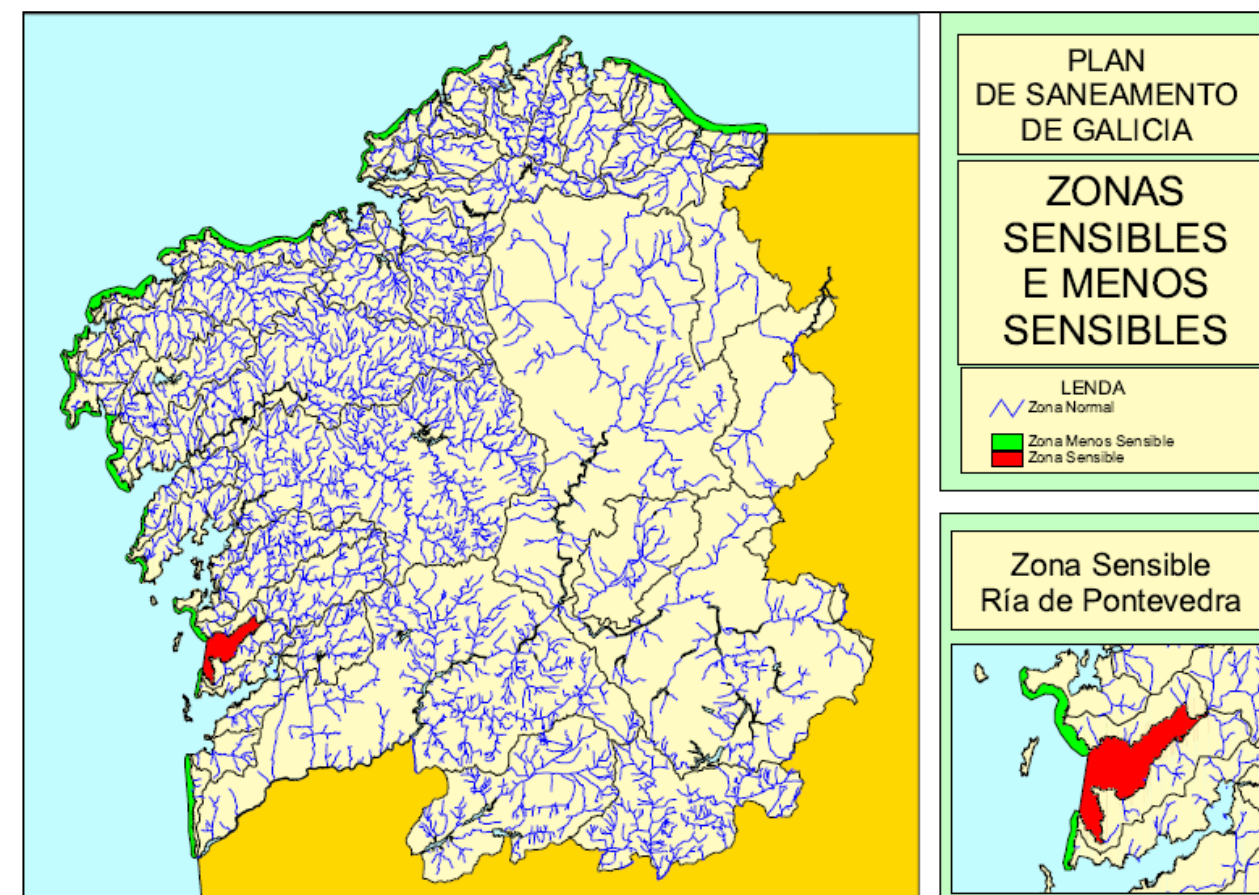 PLAN
DE SANEAMENTO
DE GALICIA
ZONAS
SENSIBLES
E MENOS
SENSIBLES
LENDA
Zona Normal
Zona Menos Sensible
Zona Sensible
Zona Sensible
Ría de Pontevedra